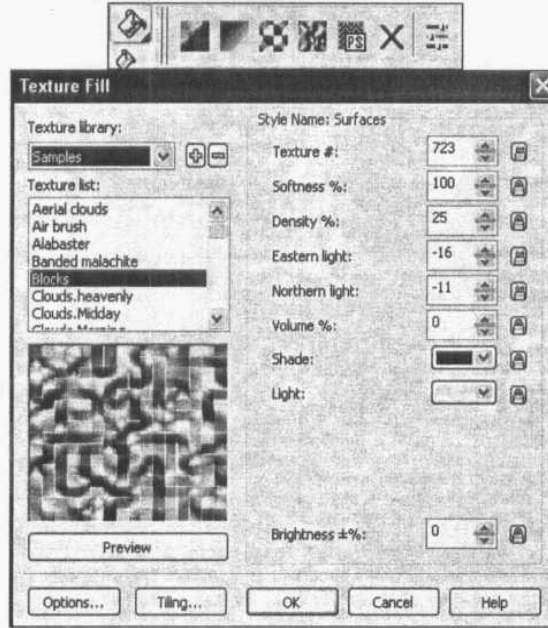 PS
Texture Fill
Texture library:
Samples
Texture list:
Aerial clouds
Air brush
Alabaster
Banded malachite
Blocks
Clouds.heavenly
Clouds.Midday
Clouds.Morning
Preview
Style Name: Surfaces
Texture #: 723
Softness %: 100
Density %: 25
Eastern light: -16
Northern light: -11
Volume %: 0
Shade:
Light:
Brightness ±%: 0
Options...
Tiling...
OK
Cancel
Help